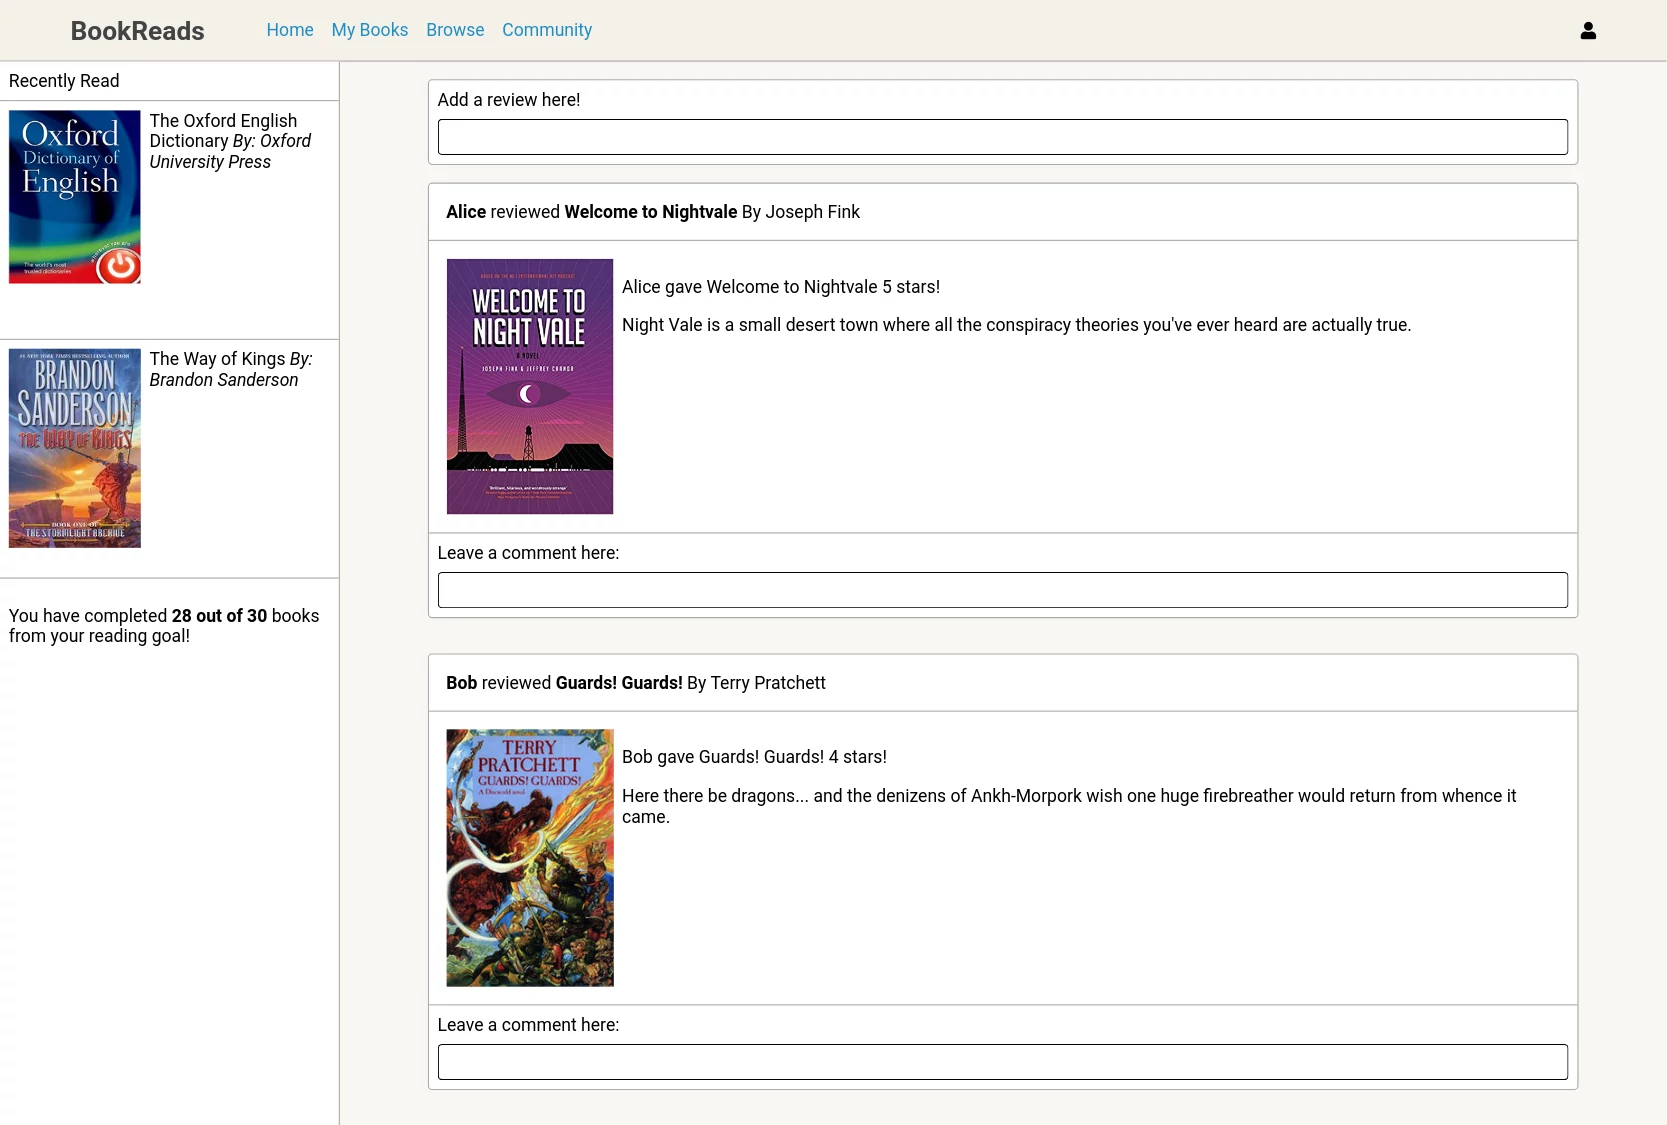 BookReads
Home My Books Browse Community
Recently Read
Oxford
Dictionary of
English
The world's most
trusted dictionaries
The Oxford English
Dictionary By: Oxford
University Press
#1 NEW YORK TIMES BESTSELLING AUTHOR
BRANDON
SANDERSON
THE WAY OF KINGS
BOOK ONE OF
THE STORMLIGHT ARCHIVE
The Way of Kings By:
Brandon Sanderson
You have completed 28 out of 30 books
from your reading goal!
Add a review here!
Alice reviewed Welcome to Nightvale By Joseph Fink
WELCOME TO
NIGHT VALE
A NOVEL
JOSEPH FINK & JEFFREY CRANOR
Alice gave Welcome to Nightvale 5 stars!
Night Vale is a small desert town where all the conspiracy theories you've ever heard are actually true.
Leave a comment here:
Bob reviewed Guards! Guards! By Terry Pratchett
TERRY
PRATCHETT
GUARDS! GUARDS!
A Discworld novel
Bob gave Guards! Guards! 4 stars!
Here there be dragons... and the denizens of Ankh-Morpork wish one huge firebreather would return from whence it
came.
Leave a comment here: